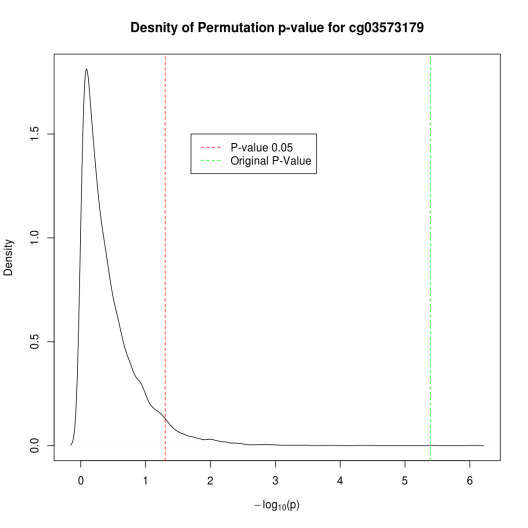 Desnity of Permutation p-value for cg03573179
Density
0.0
0.5
1.0
1.5
P-value 0.05
Original P-Value
0 1 2 3 4 5 6
−log₁₀(p)